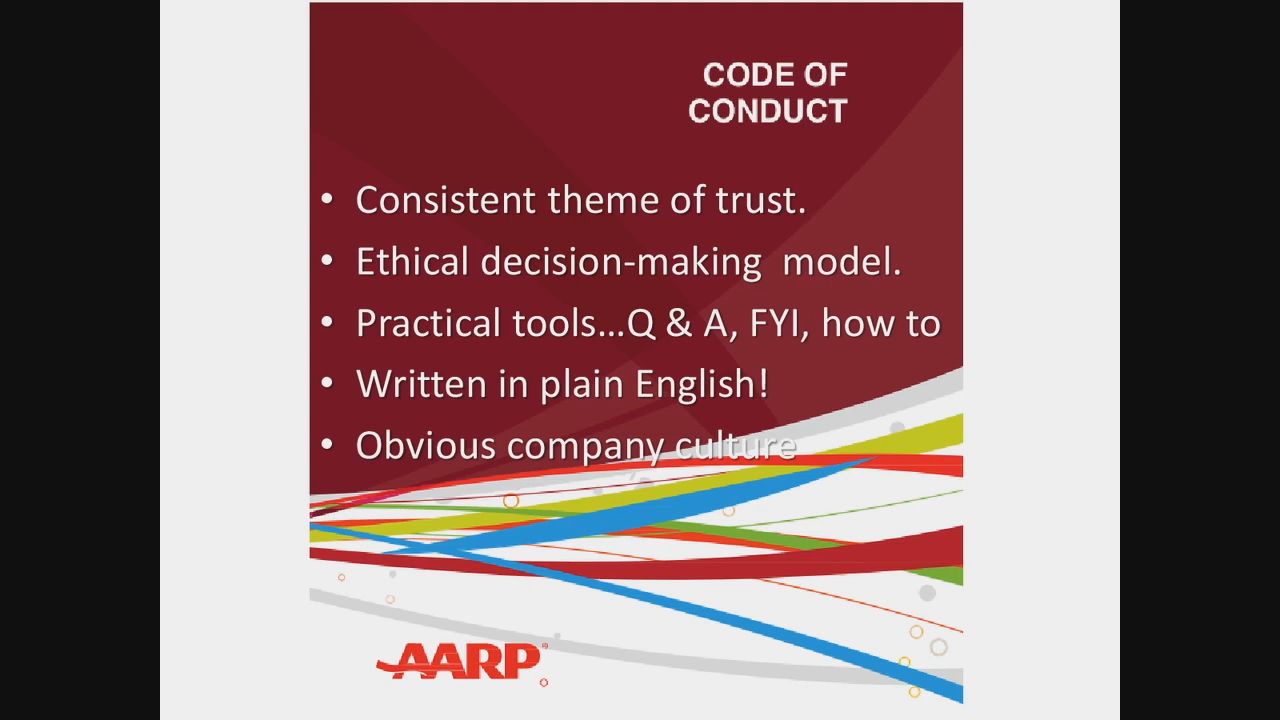 CODE OF
CONDUCT
• Consistent theme of trust.
• Ethical decision-making  model.
• Practical tools…Q & A, FYI, how to
• Written in plain English!
• Obvious company culture
AARP